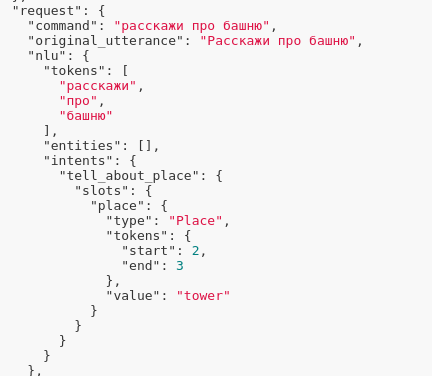 },
"request": {
"command": "расскажи про башню",
"original_utterance": "Расскажи про башню",
"nlu": {
"tokens": [
"расскажи",
"про",
"башню"
],
"entities": [],
"intents": {
"tell_about_place": {
"slots": {
"place": {
"type": "Place",
"tokens": {
"start": 2,
"end": 3
},
"value": "tower"
}
}
}
}
},